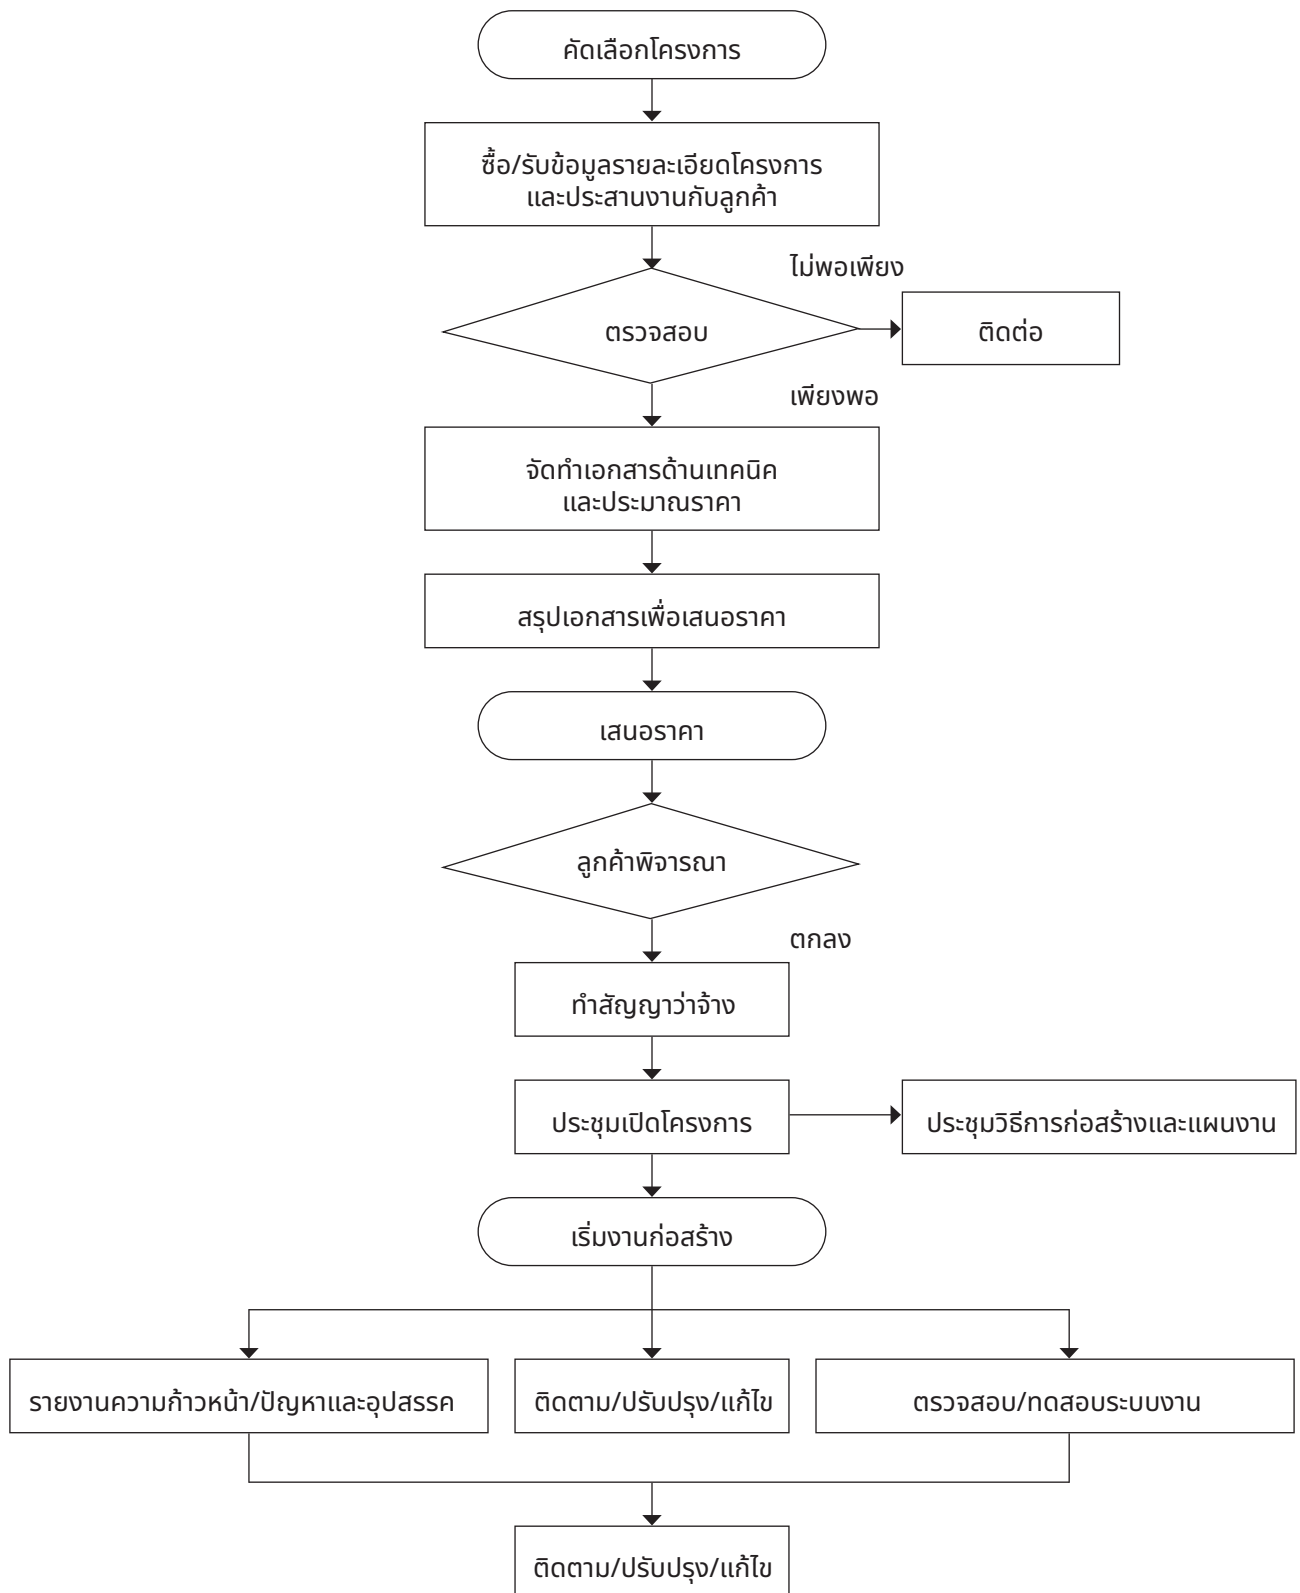 คัดเลือกโครงการ
ซื้อ/รับข้อมูลรายละเอียดโครงการ
และประสานงานกับลูกค้า
ไม่พอเพียง
ตรวจสอบ
ติดต่อ
เพียงพอ
จัดทำเอกสารด้านเทคนิค
และประมาณราคา
สรุปเอกสารเพื่อเสนอราคา
เสนอราคา
ลูกค้าพิจารณา
ตกลง
ทำสัญญาว่าจ้าง
ประชุมเปิดโครงการ
ประชุมวิธีการก่อสร้างและแผนงาน
เริ่มงานก่อสร้าง
รายงานความก้าวหน้า/ปัญหาและอุปสรรค
ติดตาม/ปรับปรุง/แก้ไข
ตรวจสอบ/ทดสอบระบบงาน
ติดตาม/ปรับปรุง/แก้ไข